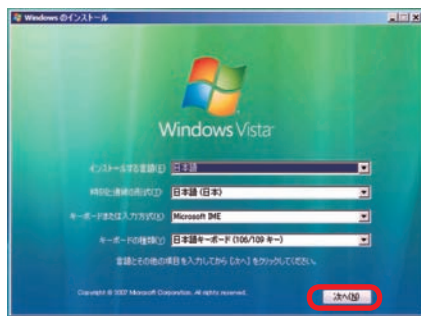 Windows のインストール
Windows Vista
インストールする言語(E) 日本語
時刻と通貨の形式(T) 日本語 (日本)
キーボードまたは入力方式(K) Microsoft IME
キーボードの種類(Y) 日本語キーボード (106/109 キー)
言語とその他の項目を入力してから [次へ] をクリックしてください。
Copyright © 2007 Microsoft Corporation. All rights reserved.
次へ(N)